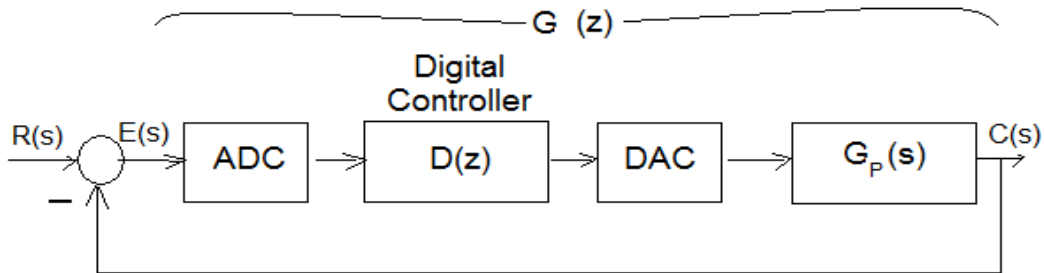 G (z)
Digital
Controller
R(s)
E(s)
ADC
D(z)
DAC
G_P(s)
C(s)
−